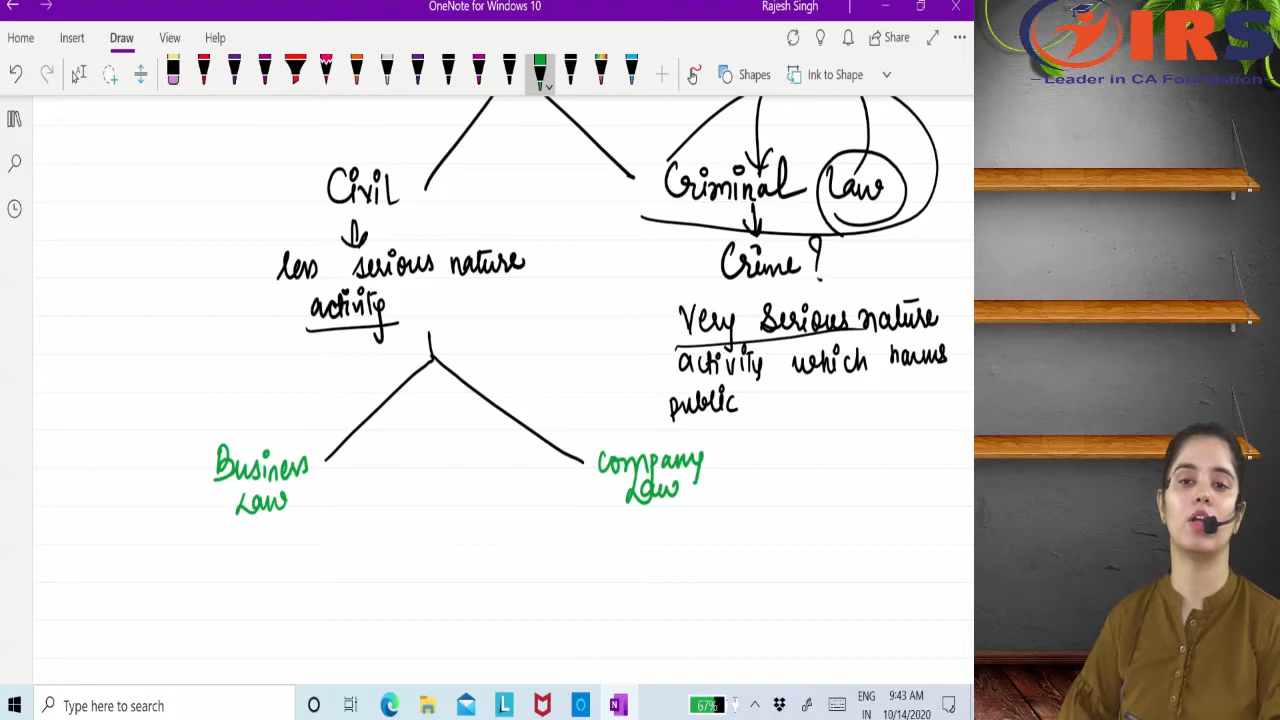 OneNote for Windows 10
Rajesh Singh
Home
Insert
Draw
View
Help
Share
Shapes
Ink to Shape
IRS
-Leader in CA Foundation-
Civil
Criminal Law
less serious nature
activity
Crime?
Very serious nature
activity which harms
public
Business
Law
Company
Law
Type here to search
L
67%
ENG
IN
9:43 AM
10/14/2020